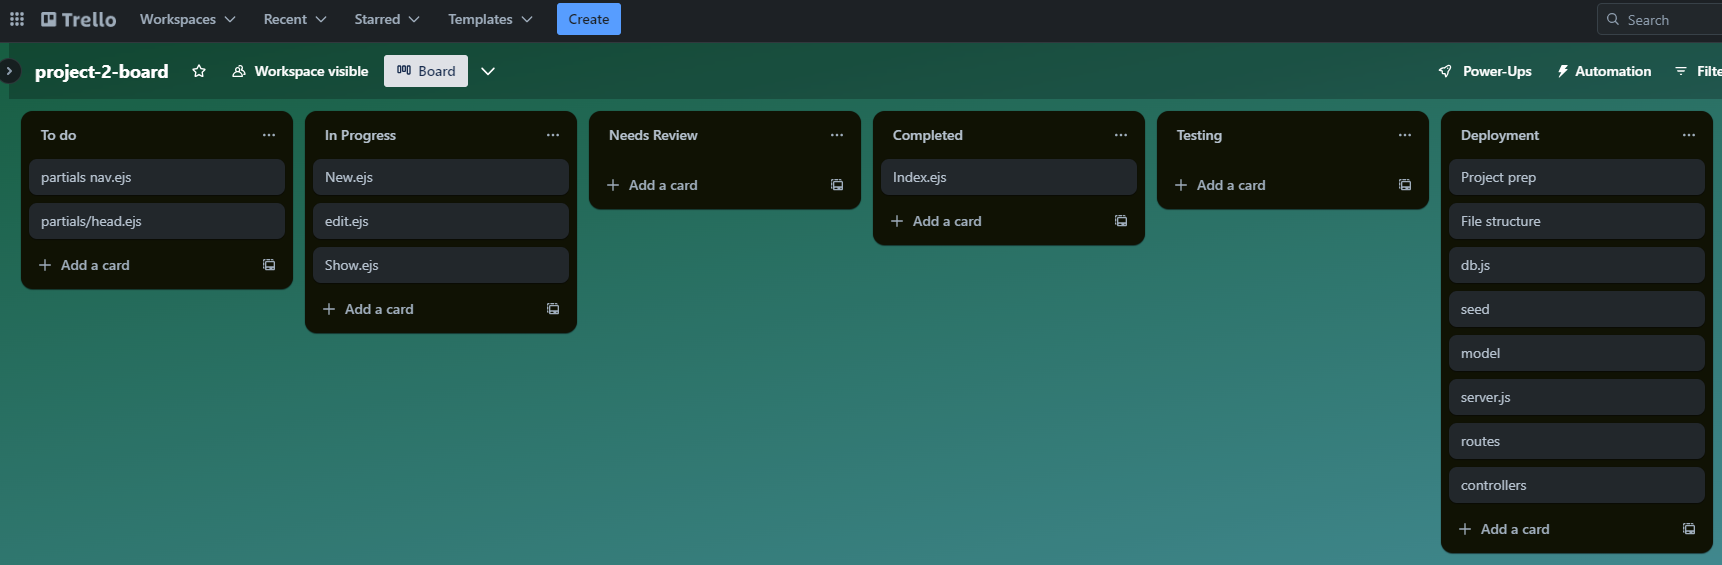 Trello Workspaces Recent Starred Templates Create Search
project-2-board Workspace visible Board Power-Ups Automation
To do
partials nav.ejs
partials/head.ejs
Add a card
In Progress
New.ejs
edit.ejs
Show.ejs
Add a card
Needs Review
Add a card
Completed
Index.ejs
Add a card
Testing
Add a card
Deployment
Project prep
File structure
db.js
seed
model
server.js
routes
controllers
Add a card